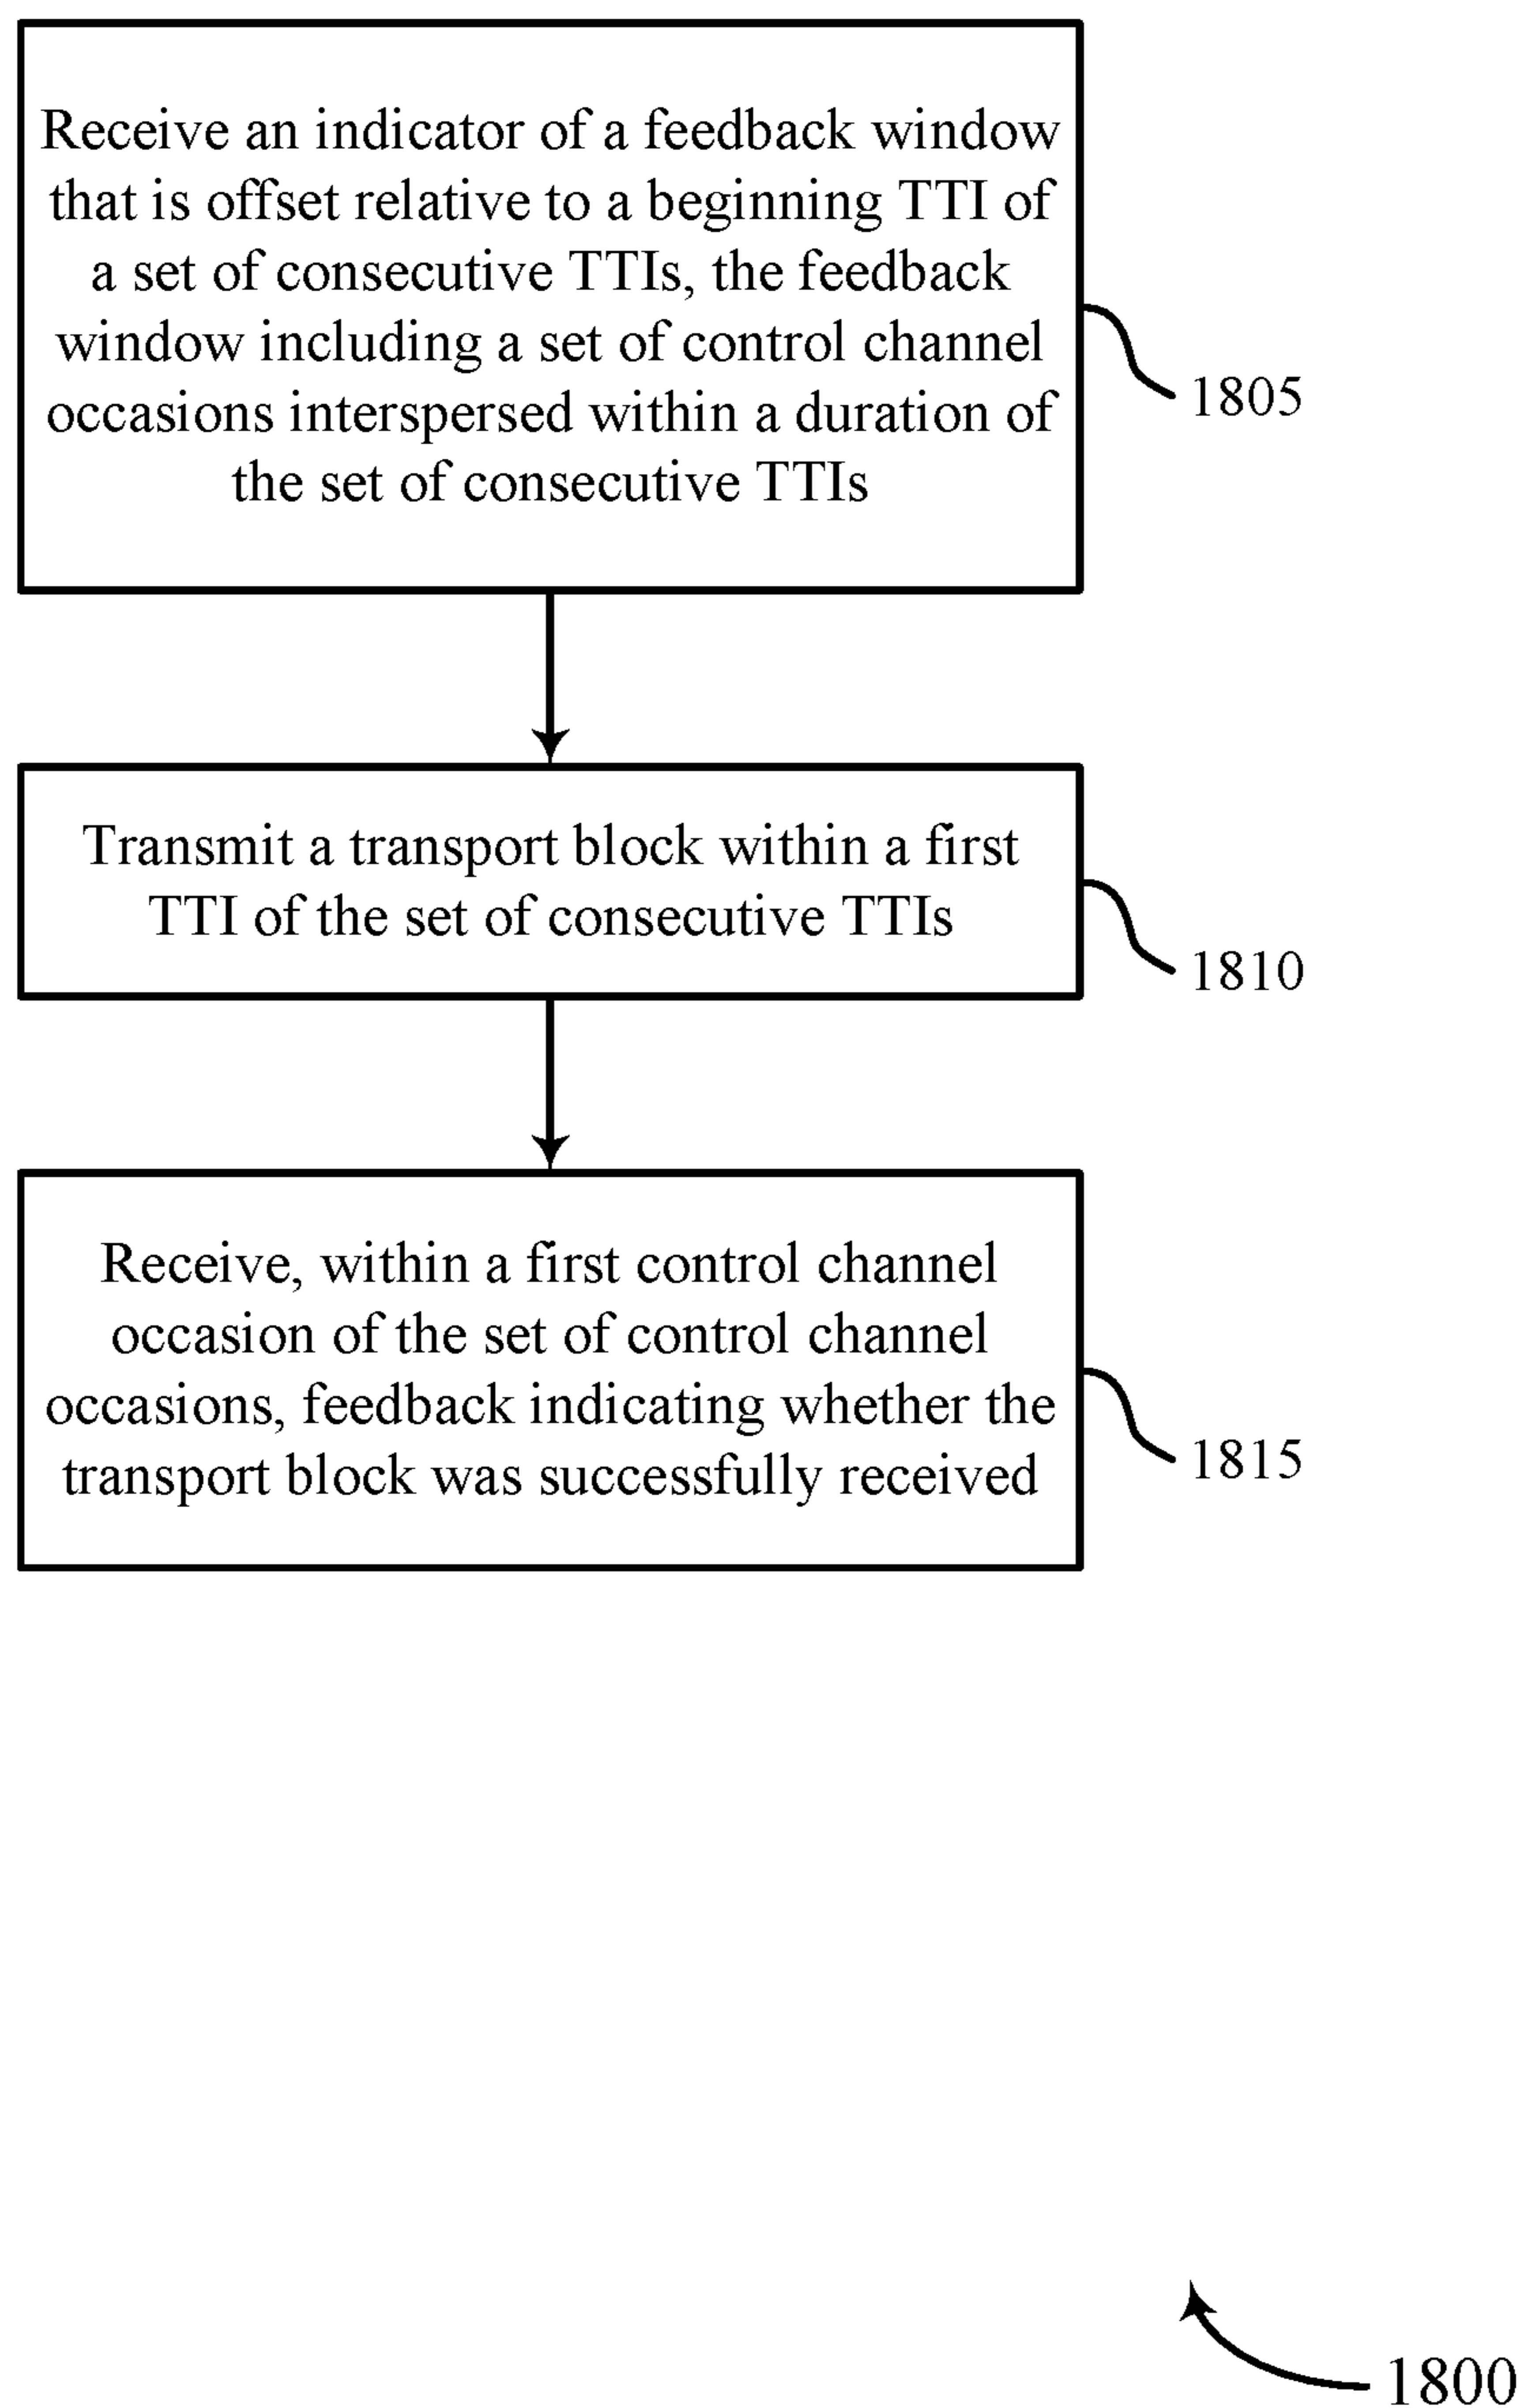 Receive an indicator of a feedback window
that is offset relative to a beginning TTI of
a set of consecutive TTIs, the feedback
window including a set of control channel
occasions interspersed within a duration of
the set of consecutive TTIs
1805
Transmit a transport block within a first
TTI of the set of consecutive TTIs
1810
Receive, within a first control channel
occasion of the set of control channel
occasions, feedback indicating whether the
transport block was successfully received
1815
1800